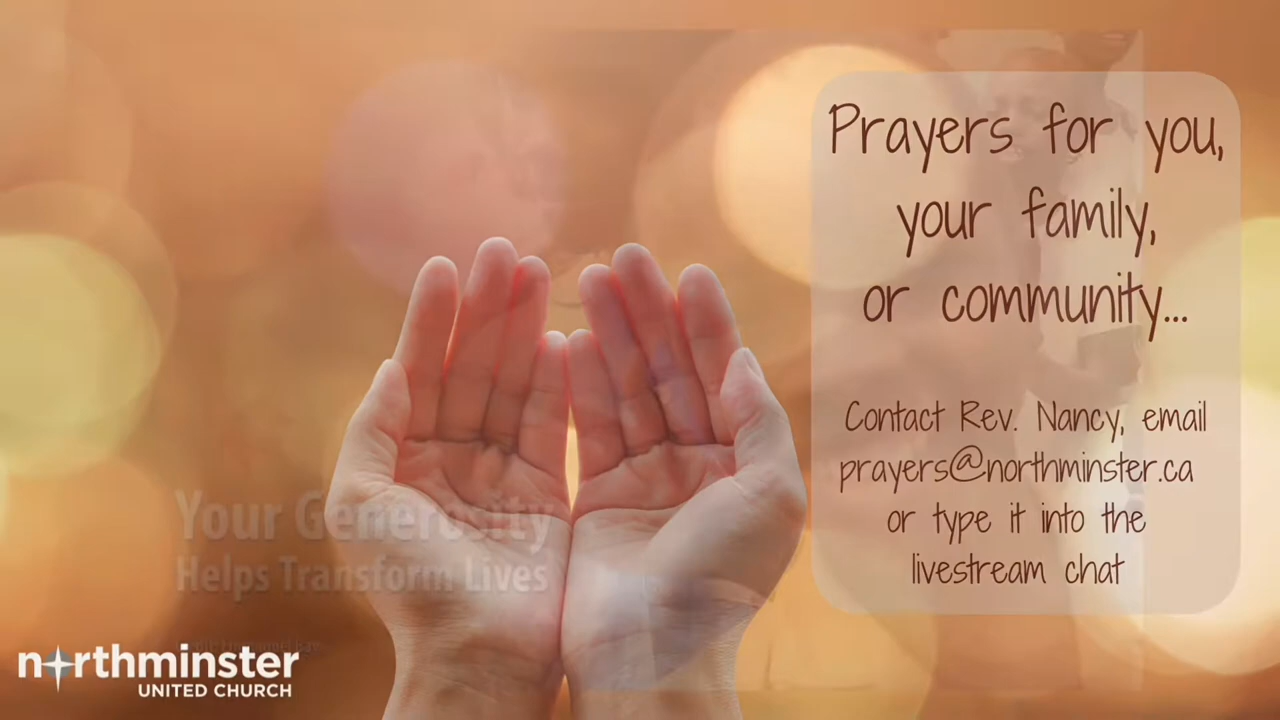 Prayers for you,
your family,
or community...
Contact Rev. Nancy, email
prayers@northminster.ca
or type it into the
livestream chat
Your Generosity
Helps Transform Lives
northminster
UNITED CHURCH